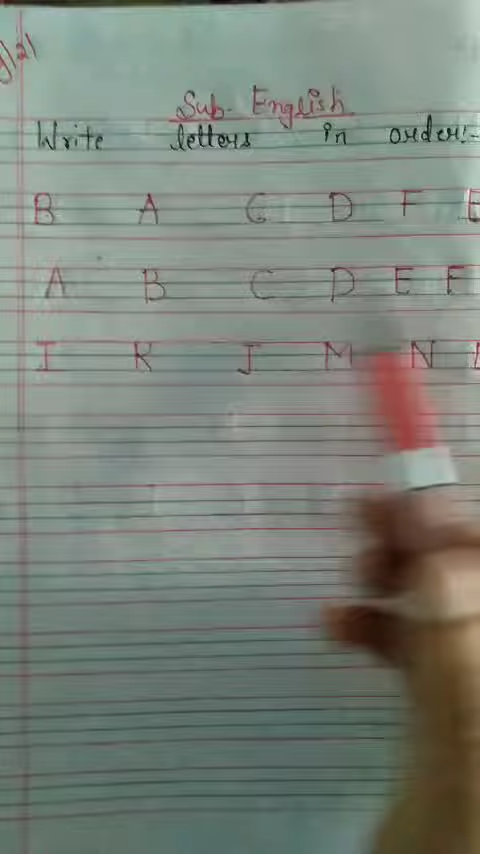 Sub- English
Write letters in order:-
B A C D F E
A B C D E F
I K J M N L